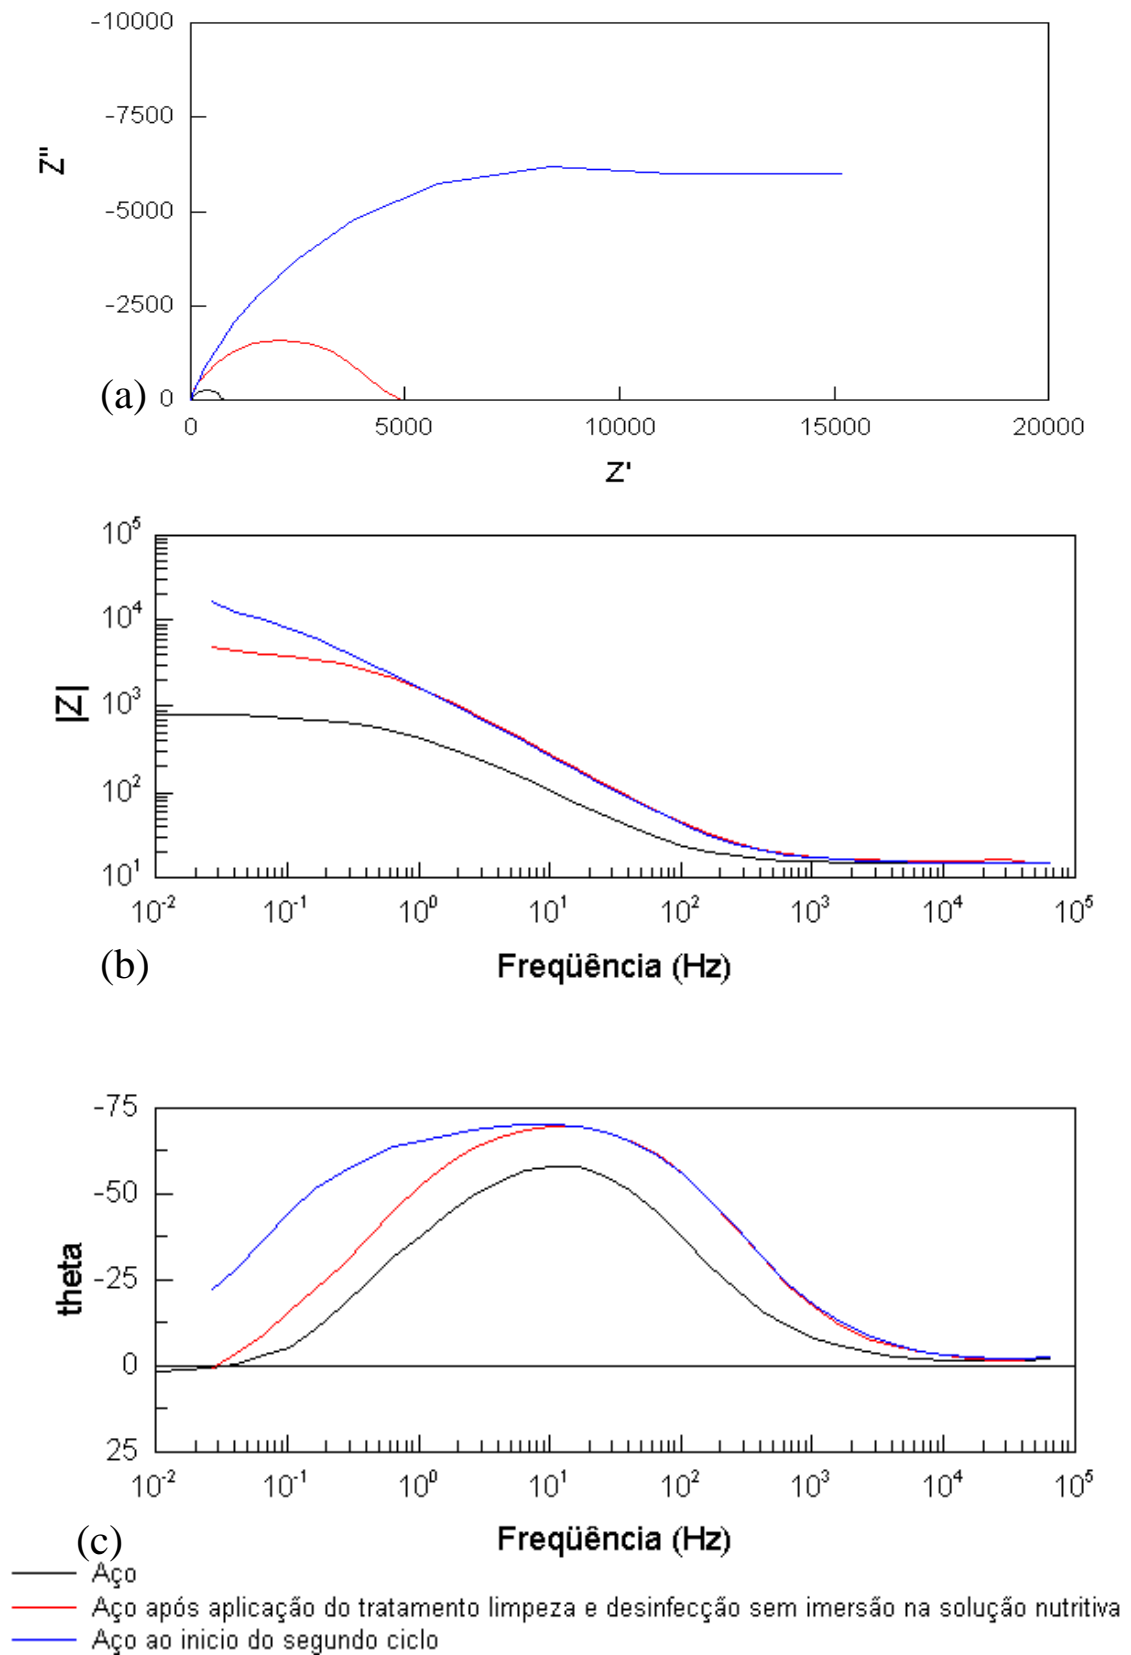 -10000
-7500
Z"
-5000
-2500
(a) 0
0 5000 10000 15000 20000
Z'
10^5
10^4
|Z|
10^3
10^2
10^1
10^-2 10^-1 10^0 10^1 10^2 10^3 10^4 10^5
(b) Freqüência (Hz)
-75
-50
-25
theta
0
25
10^-2 10^-1 10^0 10^1 10^2 10^3 10^4 10^5
(c) Freqüência (Hz)
Aço
Aço após aplicação do tratamento limpeza e desinfecção sem imersão na solução nutritiva
Aço ao inicio do segundo ciclo